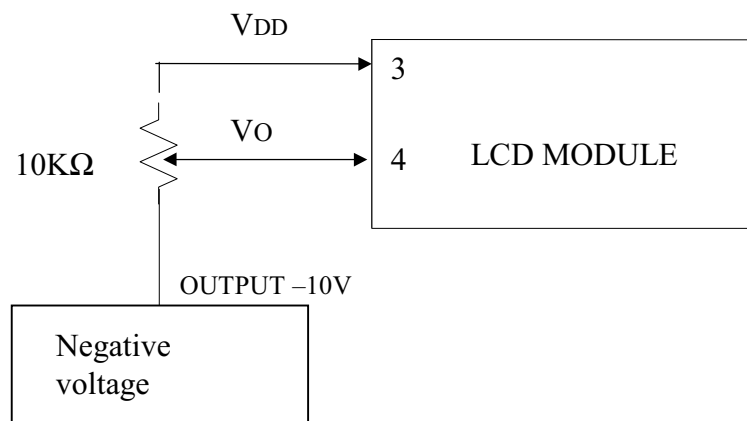 VDD
3
VO
10KΩ
4
LCD MODULE
OUTPUT –10V
Negative
voltage